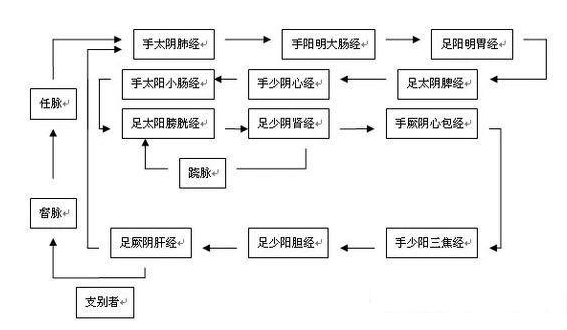 手太阴肺经
手阳明大肠经
足阳明胃经
手太阳小肠经
手少阴心经
足太阴脾经
任脉
足太阳膀胱经
足少阴肾经
手厥阴心包经
跷脉
督脉
足厥阴肝经
足少阳胆经
手少阳三焦经
支别者